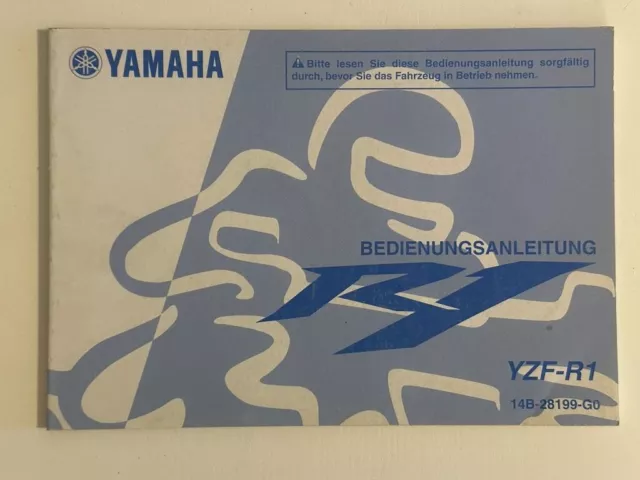 YAMAHA
⚠Bitte lesen Sie diese Bedienungsanleitung sorgfältig
durch, bevor Sie das Fahrzeug in Betrieb nehmen.
BEDIENUNGSANLEITUNG
R1
YZF-R1
14B-28199-G0